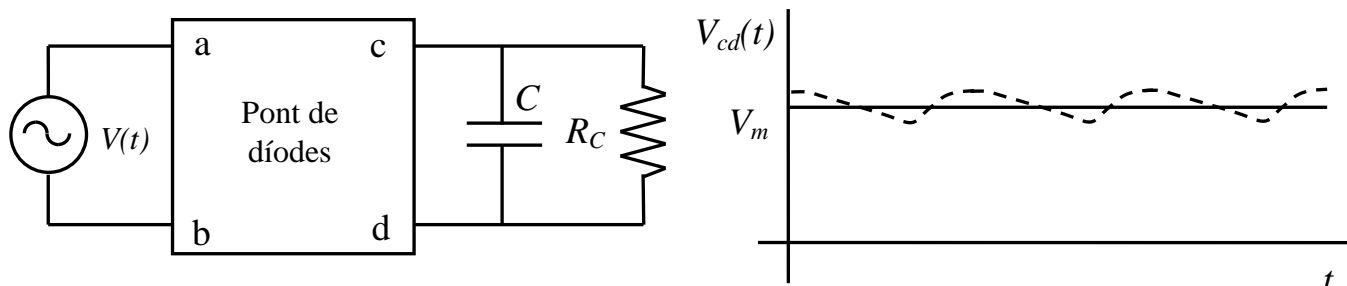 a
c
V(t)
Pont de
díodes
C
R_C
b
d
V_cd(t)
V_m
t